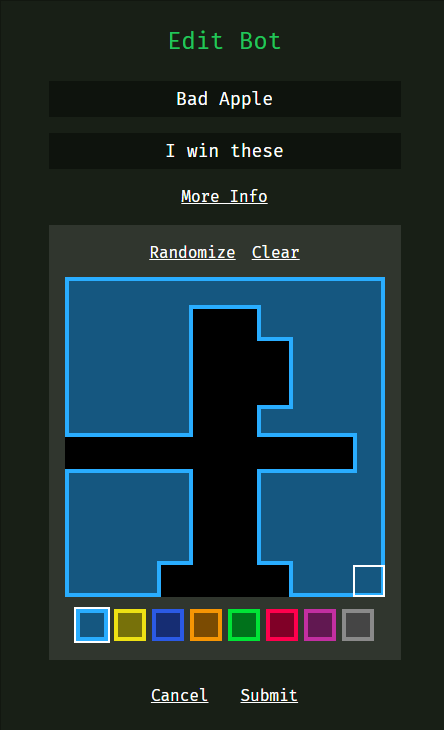 Edit Bot
Bad Apple
I win these
More Info
Randomize Clear
Cancel Submit